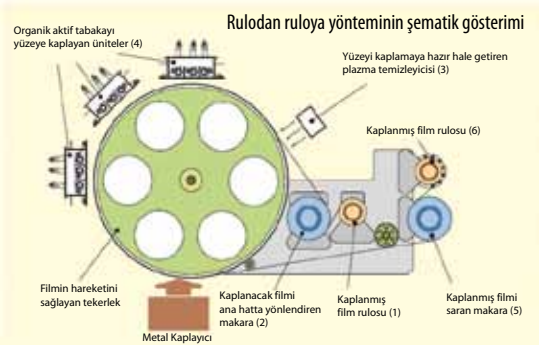 Rulodan ruloya yönteminin şematik gösterimi
Organik aktif tabakayı
yüzeye kaplayan üniteler (4)
Yüzeyi kaplamaya hazır hale getiren
plazma temizleyicisi (3)
Kaplanmış film rulosu (6)
Filmin hareketini
sağlayan tekerlek
Metal Kaplayıcı
Kaplanacak filmi
ana hatta yönlendiren
makara (2)
Kaplanmış
film rulosu (1)
Kaplanmış filmi
saran makara (5)